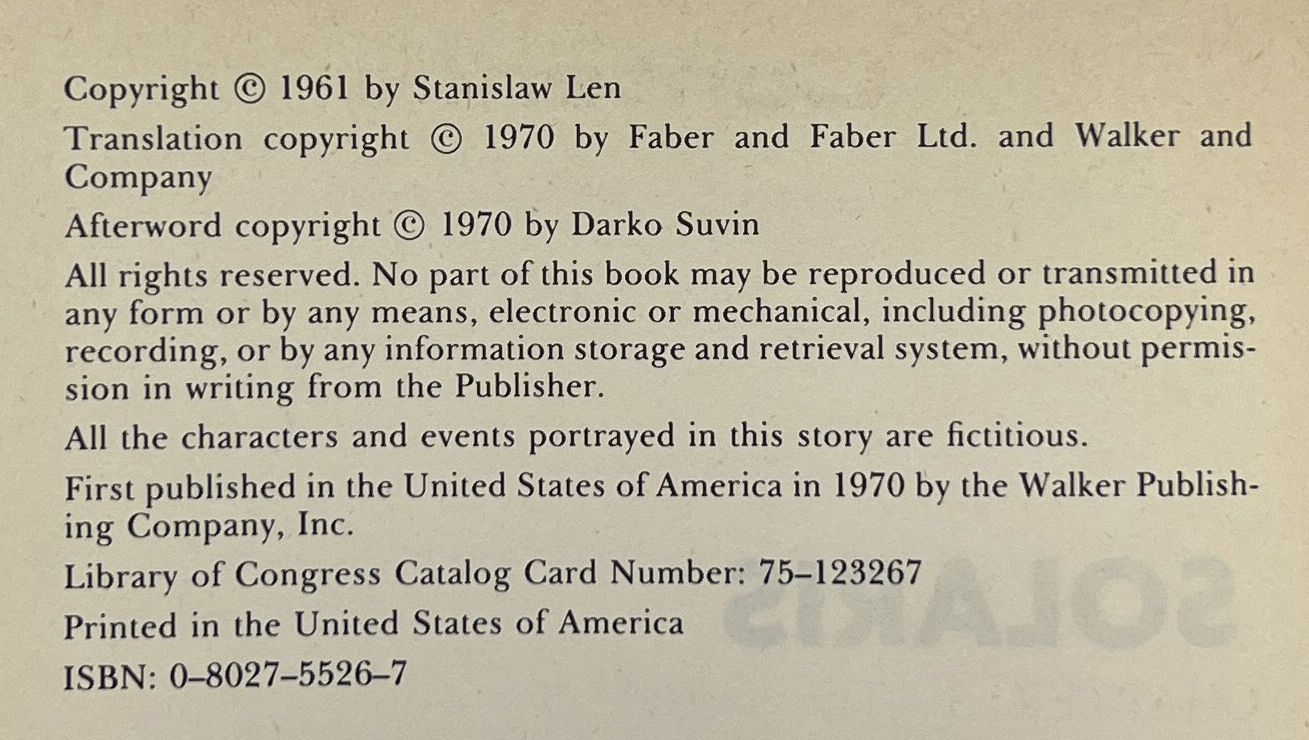 Copyright © 1961 by Stanislaw Len
Translation copyright © 1970 by Faber and Faber Ltd. and Walker and
Company
Afterword copyright © 1970 by Darko Suvin
All rights reserved. No part of this book may be reproduced or transmitted in
any form or by any means, electronic or mechanical, including photocopying,
recording, or by any information storage and retrieval system, without permis-
sion in writing from the Publisher.
All the characters and events portrayed in this story are fictitious.
First published in the United States of America in 1970 by the Walker Publish-
ing Company, Inc.
Library of Congress Catalog Card Number: 75–123267
Printed in the United States of America
ISBN: 0–8027–5526–7
SOLARIS